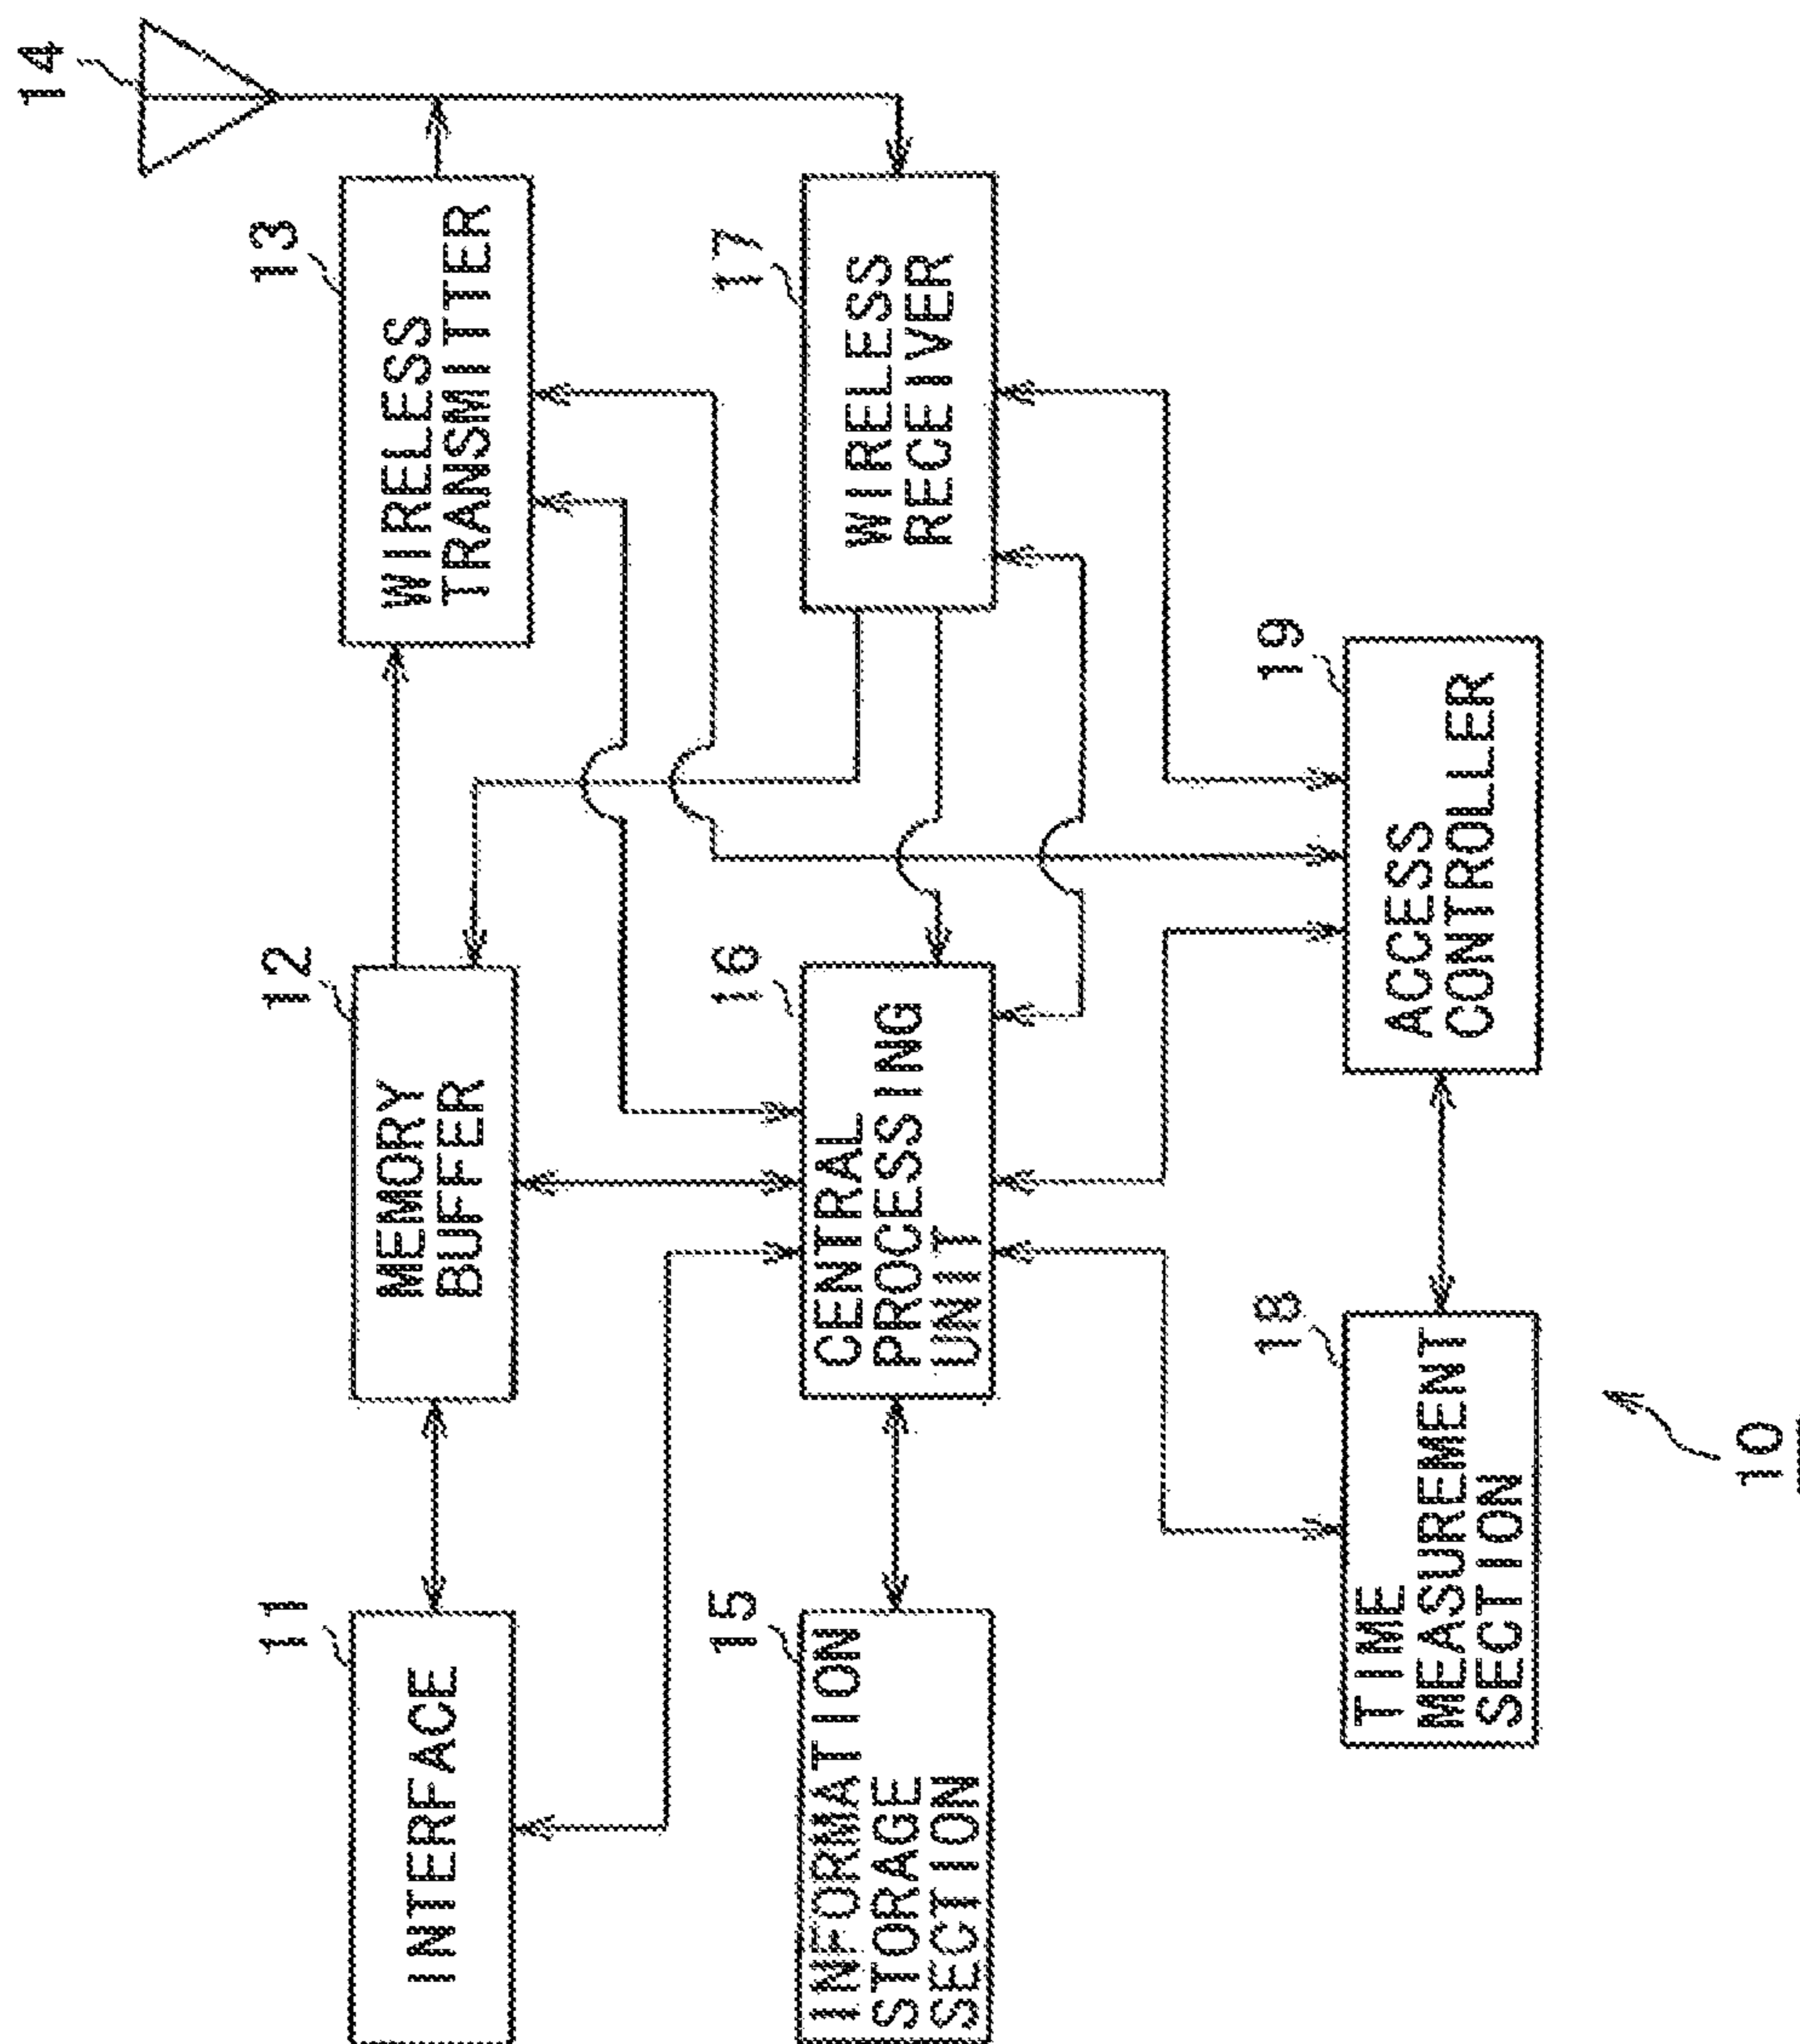 14
11
INTERFACE
12
MEMORY
BUFFER
13
WIRELESS
TRANSMITTER
15
INFORMATION
STORAGE
SECTION
16
CENTRAL
PROCESSING
UNIT
17
WIRELESS
RECEIVER
18
TIME
MEASUREMENT
SECTION
19
ACCESS
CONTROLLER
10